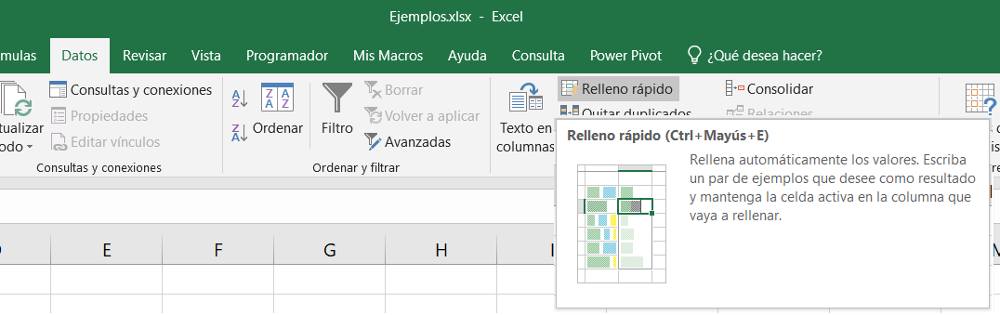 Ejemplos.xlsx - Excel
mulas Datos Revisar Vista Programador Mis Macros Ayuda Consulta Power Pivot ¿Qué desea hacer?
tualizar
odo
Consultas y conexiones
Propiedades
Editar vínculos
Consultas y conexiones
A
Z
Z
A
Z A
A Z
Ordenar
Filtro
Borrar
Volver a aplicar
Avanzadas
Ordenar y filtrar
Texto en
columnas
Relleno rápido
Quitar duplicados
Consolidar
Relaciones
Relleno rápido (Ctrl+Mayús+E)
Rellena automáticamente los valores. Escriba
un par de ejemplos que desee como resultado
y mantenga la celda activa en la columna que
vaya a rellenar.
E F G H I